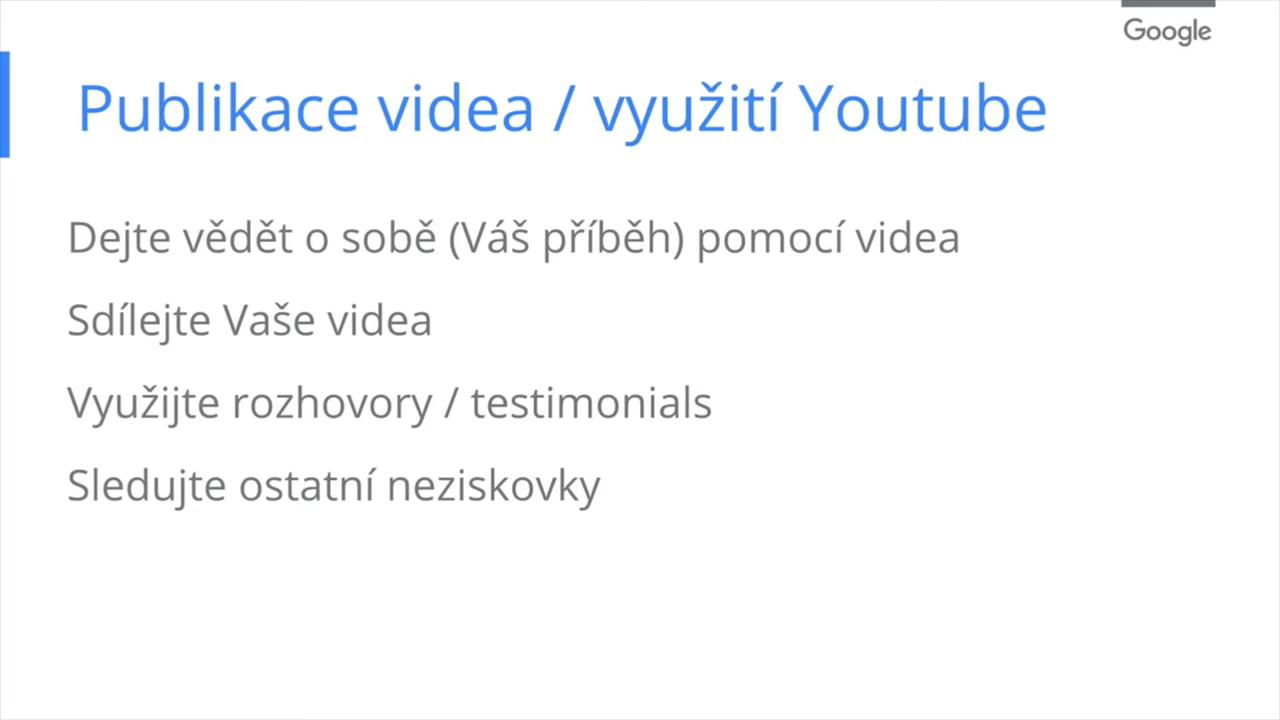 Google
Publikace videa / využití Youtube
Dejte vědět o sobě (Váš příběh) pomocí videa
Sdílejte Vaše videa
Využijte rozhovory / testimonials
Sledujte ostatní neziskovky